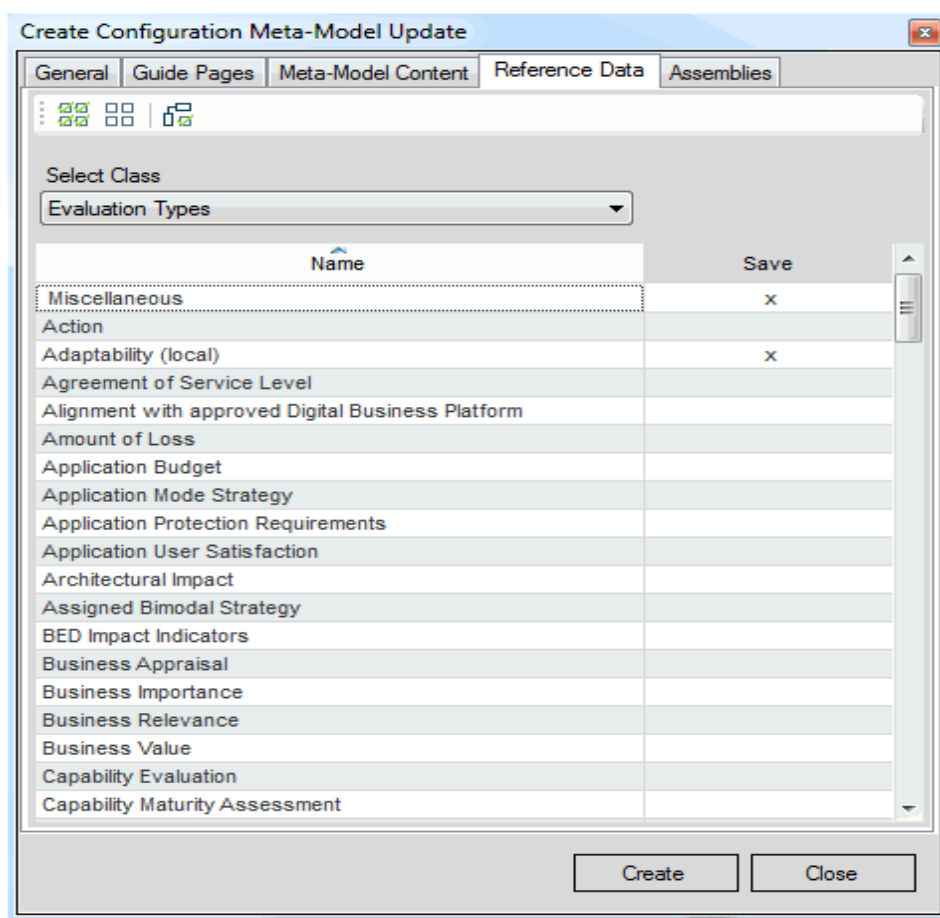 Create Configuration Meta-Model Update
General Guide Pages Meta-Model Content Reference Data Assemblies
Select Class
Evaluation Types
Name Save
Miscellaneous x
Action
Adaptability (local) x
Agreement of Service Level
Alignment with approved Digital Business Platform
Amount of Loss
Application Budget
Application Mode Strategy
Application Protection Requirements
Application User Satisfaction
Architectural Impact
Assigned Bimodal Strategy
BED Impact Indicators
Business Appraisal
Business Importance
Business Relevance
Business Value
Capability Evaluation
Capability Maturity Assessment
Create Close